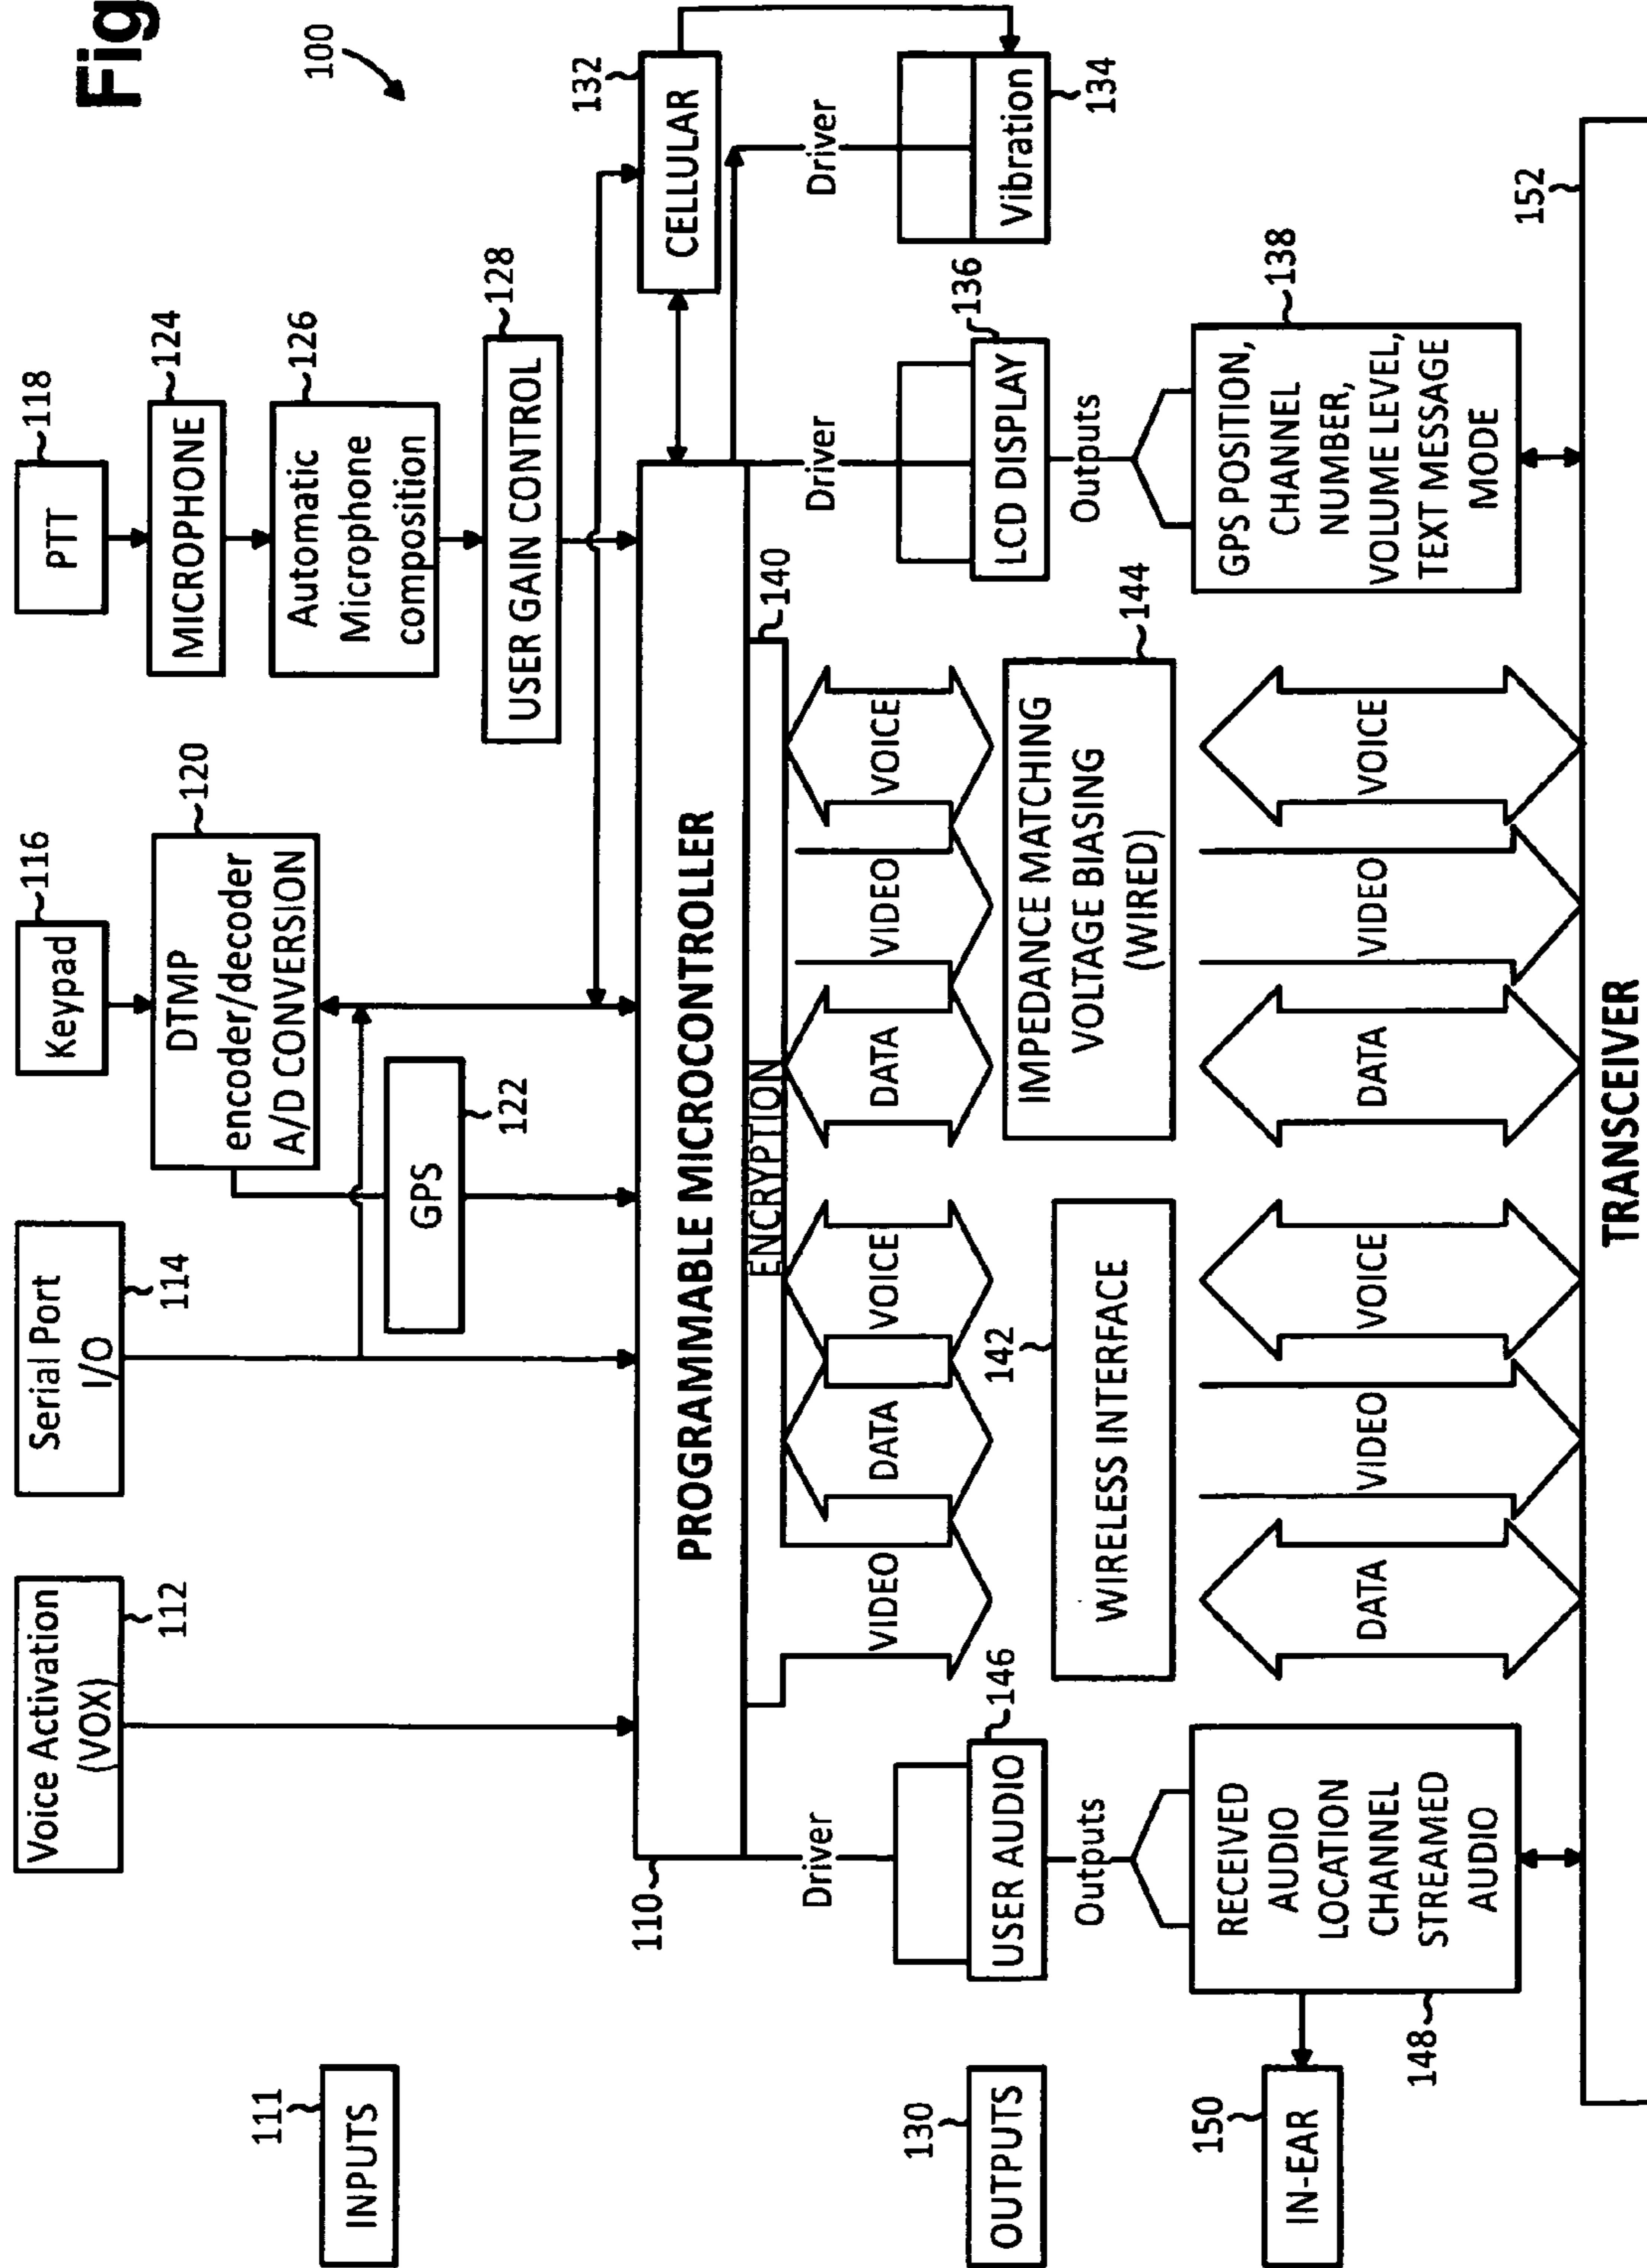 Fig
100
111
INPUTS
Voice Activation
(VOX)
112
Serial Port
I/O
114
Keypad
116
PTT
118
DTMP
encoder/decoder
A/D CONVERSION
120
GPS
122
MICROPHONE
124
Automatic
Microphone
composition
126
USER GAIN CONTROL
128
110
PROGRAMMABLE MICROCONTROLLER
CELLULAR
132
ENCRYPTION
140
130
OUTPUTS
Driver
USER AUDIO
146
Outputs
RECEIVED
AUDIO
LOCATION
CHANNEL
STREAMED
AUDIO
148
150
IN-EAR
VIDEO
DATA
VOICE
142
WIRELESS INTERFACE
DATA
VIDEO
VOICE
DATA
VIDEO
VOICE
144
IMPEDANCE MATCHING
VOLTAGE BIASING
(WIRED)
DATA
VIDEO
VOICE
Driver
LCD DISPLAY
136
Outputs
GPS POSITION,
CHANNEL
NUMBER,
VOLUME LEVEL,
TEXT MESSAGE
MODE
138
Driver
Vibration
134
152
TRANSCEIVER